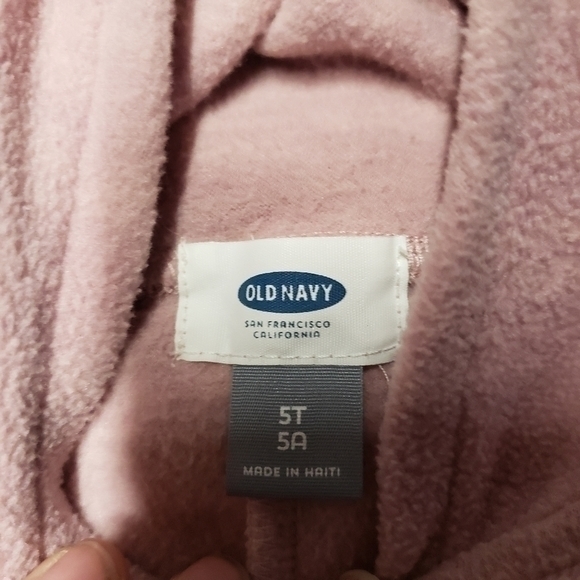 OLD NAVY
SAN FRANCISCO
CALIFORNIA
5T
5A
MADE IN HAITI